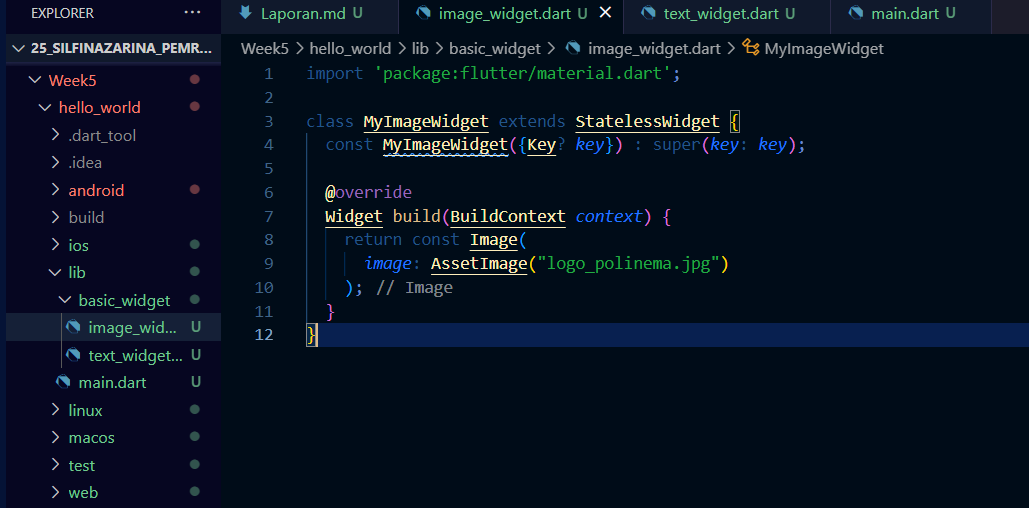 EXPLORER ...
25_SILFINAZARINA_PEMR...
Week5
hello_world
.dart_tool
.idea
android
build
ios
lib
basic_widget
image_wid... U
text_widget... U
main.dart U
linux
macos
test
web
Laporan.md U image_widget.dart U text_widget.dart U main.dart U
Week5 > hello_world > lib > basic_widget > image_widget.dart > MyImageWidget
1 import 'package:flutter/material.dart';
2
3 class MyImageWidget extends StatelessWidget {
4 const MyImageWidget({Key? key}) : super(key: key);
5
6 @override
7 Widget build(BuildContext context) {
8 return const Image(
9 image: AssetImage("logo_polinema.jpg")
10 ); // Image
11 }
12 }